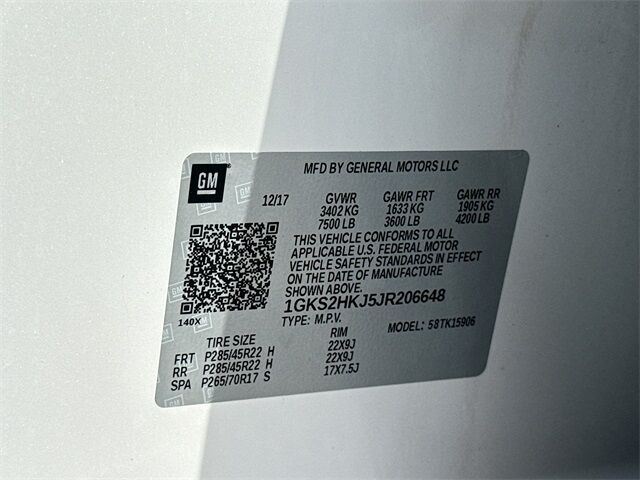 GM
MFD BY GENERAL MOTORS LLC
12/17 GVWR GAWR FRT GAWR RR
3402 KG 1633 KG 1905 KG
7500 LB 3600 LB 4200 LB
THIS VEHICLE CONFORMS TO ALL
APPLICABLE U.S. FEDERAL MOTOR
VEHICLE SAFETY STANDARDS IN EFFECT
ON THE DATE OF MANUFACTURE
SHOWN ABOVE.
1GKS2HKJ5JR206648
140X TYPE: M.P.V. MODEL: 58TK15906
TIRE SIZE RIM
FRT P285/45R22 H 22X9J
RR P285/45R22 H 22X9J
SPA P265/70R17 S 17X7.5J